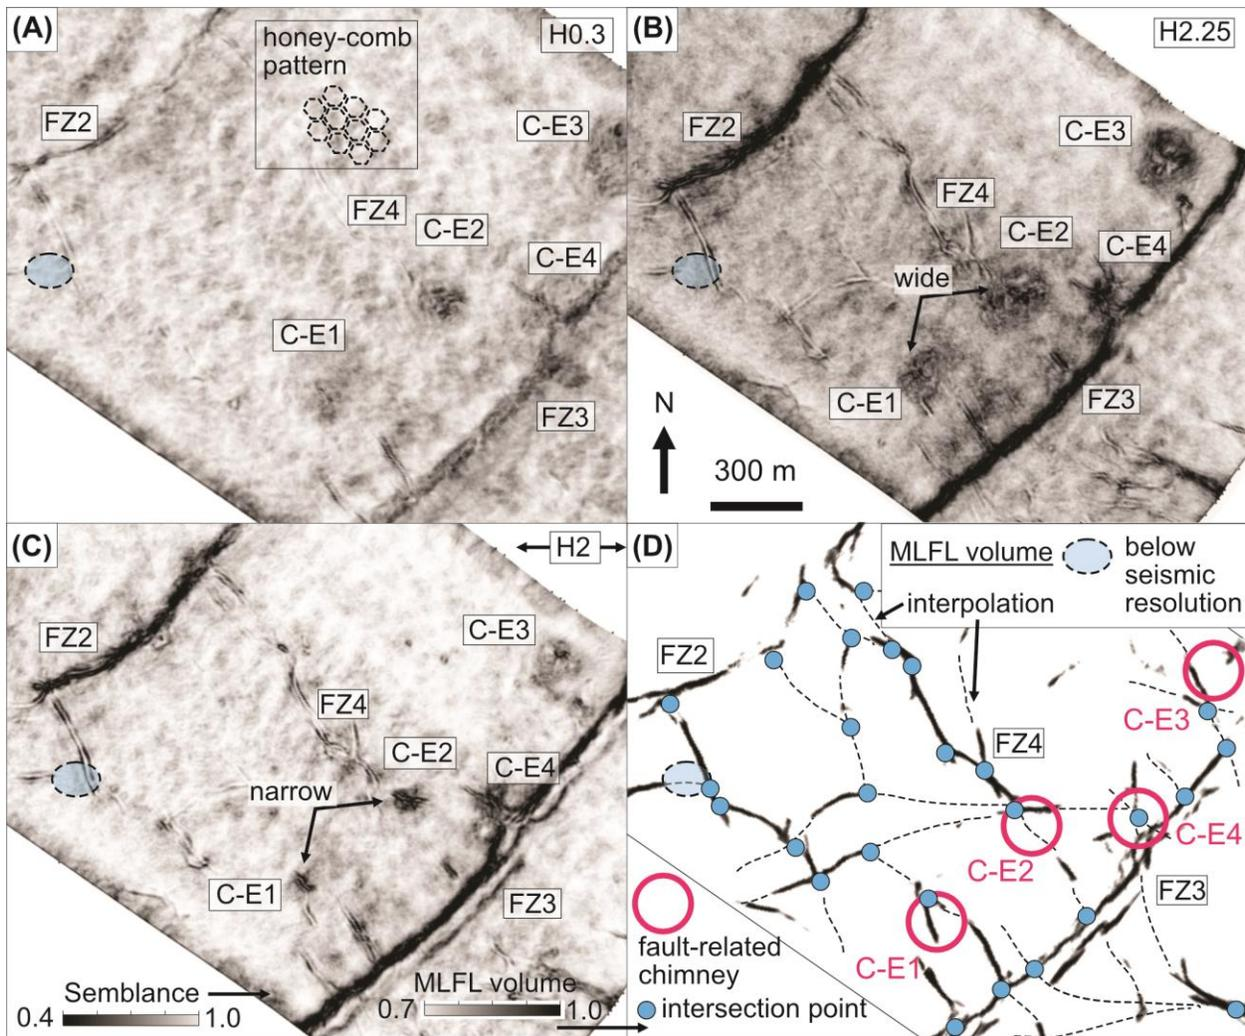 (A)
honey-comb
pattern
H0.3
FZ2
C-E3
FZ4
C-E2
C-E4
C-E1
FZ3
(B)
H2.25
FZ2
C-E3
FZ4
C-E2
C-E4
wide
C-E1
FZ3
N
300 m
(C)
H2
FZ2
C-E3
FZ4
C-E2
C-E4
narrow
C-E1
FZ3
Semblance
0.4
1.0
MLFL volume
0.7
1.0
(D)
MLFL volume
below
seismic
resolution
interpolation
FZ2
C-E3
FZ4
C-E4
C-E2
FZ3
C-E1
fault-related
chimney
intersection point